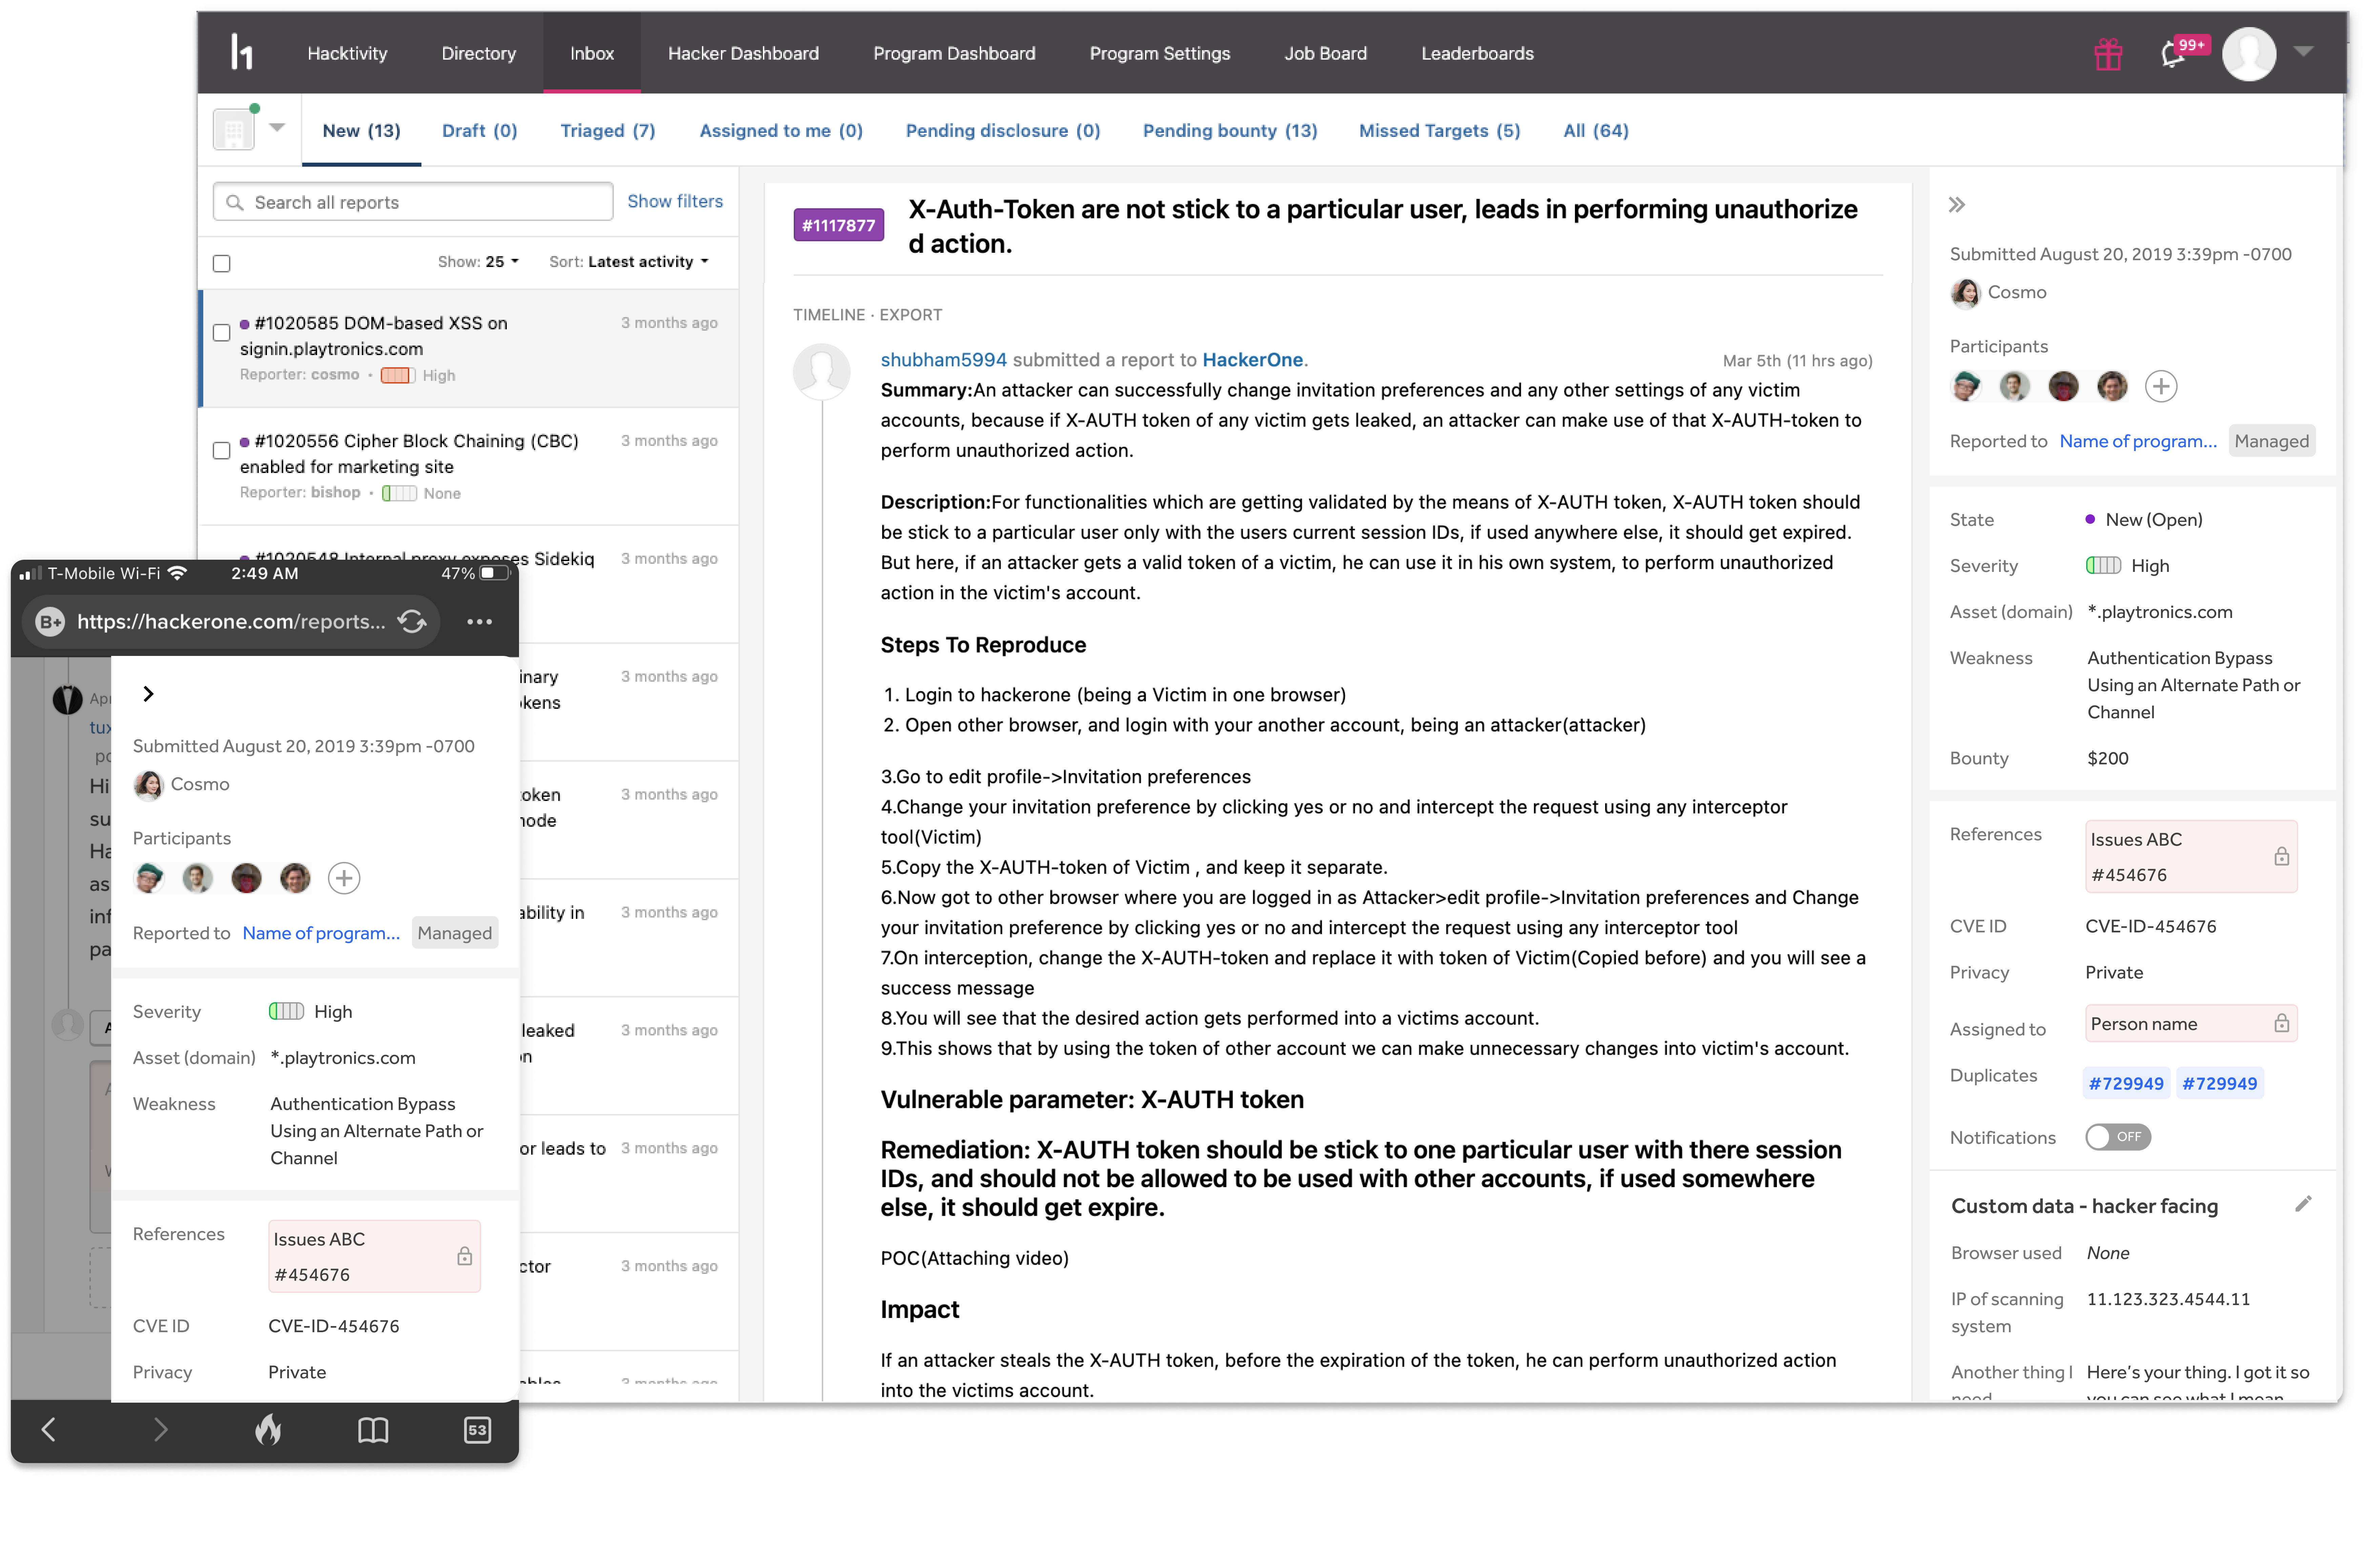 Hacktivity Directory Inbox Hacker Dashboard Program Dashboard Program Settings Job Board Leaderboards 99+
New (13) Draft (0) Triaged (7) Assigned to me (0) Pending disclosure (0) Pending bounty (13) Missed Targets (5) All (64)
Search all reports Show filters
Show: 25 Sort: Latest activity
#1020585 DOM-based XSS on 3 months ago
signin.playtronics.com
Reporter: cosmo • High
#1020556 Cipher Block Chaining (CBC) 3 months ago
enabled for marketing site
Reporter: bishop • None
#1020548 Internal proxy exposes Sidekiq 3 months ago
inary 3 months ago
kens
oken 3 months ago
node
ability in 3 months ago
leaked 3 months ago
on
or leads to 3 months ago
ctor 3 months ago
3 months ago
#1117877
X-Auth-Token are not stick to a particular user, leads in performing unauthorize
d action.
TIMELINE · EXPORT
shubham5994 submitted a report to HackerOne. Mar 5th (11 hrs ago)
Summary:An attacker can successfully change invitation preferences and any other settings of any victim
accounts, because if X-AUTH token of any victim gets leaked, an attacker can make use of that X-AUTH-token to
perform unauthorized action.
Description:For functionalities which are getting validated by the means of X-AUTH token, X-AUTH token should
be stick to a particular user only with the users current session IDs, if used anywhere else, it should get expired.
But here, if an attacker gets a valid token of a victim, he can use it in his own system, to perform unauthorized
action in the victim's account.
Steps To Reproduce
1. Login to hackerone (being a Victim in one browser)
2. Open other browser, and login with your another account, being an attacker(attacker)
3.Go to edit profile->Invitation preferences
4.Change your invitation preference by clicking yes or no and intercept the request using any interceptor
tool(Victim)
5.Copy the X-AUTH-token of Victim , and keep it separate.
6.Now got to other browser where you are logged in as Attacker>edit profile->Invitation preferences and Change
your invitation preference by clicking yes or no and intercept the request using any interceptor tool
7.On interception, change the X-AUTH-token and replace it with token of Victim(Copied before) and you will see a
success message
8.You will see that the desired action gets performed into a victims account.
9.This shows that by using the token of other account we can make unnecessary changes into victim's account.
Vulnerable parameter: X-AUTH token
Remediation: X-AUTH token should be stick to one particular user with there session
IDs, and should not be allowed to be used with other accounts, if used somewhere
else, it should get expire.
POC(Attaching video)
Impact
If an attacker steals the X-AUTH token, before the expiration of the token, he can perform unauthorized action
into the victims account.
Submitted August 20, 2019 3:39pm -0700
Cosmo
Participants
Reported to Name of program... Managed
State New (Open)
Severity High
Asset (domain) *.playtronics.com
Weakness Authentication Bypass
Using an Alternate Path or
Channel
Bounty $200
References Issues ABC
#454676
CVE ID CVE-ID-454676
Privacy Private
Assigned to Person name
Duplicates #729949 #729949
Notifications OFF
Custom data - hacker facing
Browser used None
IP of scanning 11.123.323.4544.11
system
Another thing I Here's your thing. I got it so
need you can see what I mean
T-Mobile Wi-Fi 2:49 AM 47%
B+ https://hackerone.com/reports...
Apr
tux
po
Hi
su
Ha
as
inf
pa
Submitted August 20, 2019 3:39pm -0700
Cosmo
Participants
Reported to Name of program... Managed
Severity High
Asset (domain) *.playtronics.com
Weakness Authentication Bypass
Using an Alternate Path or
Channel
References Issues ABC
#454676
CVE ID CVE-ID-454676
Privacy Private
53